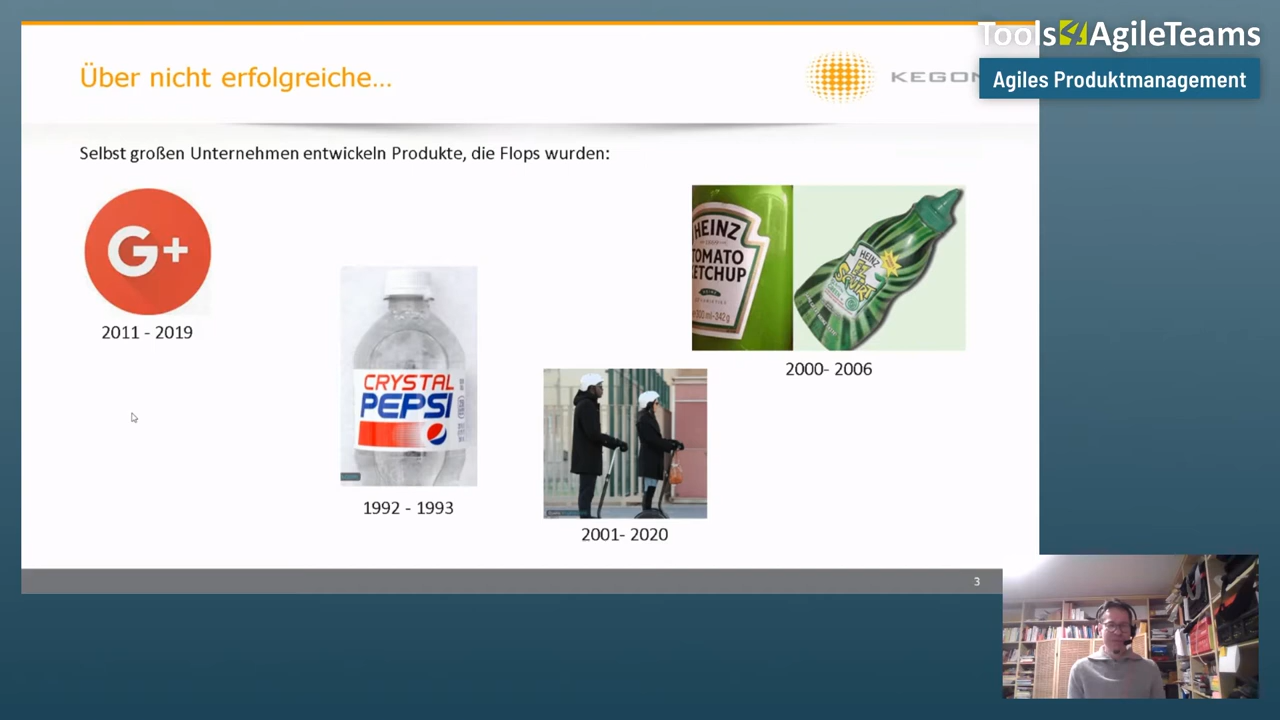 Tools4AgileTeams
Agiles Produktmanagement
Über nicht erfolgreiche...
KEGON
Selbst großen Unternehmen entwickeln Produkte, die Flops wurden:
G+
2011 - 2019
CRYSTAL
PEPSI
1992 - 1993
2001- 2020
HEINZ
TOMATO
KETCHUP
HEINZ
EZ
Squirt
2000- 2006
3